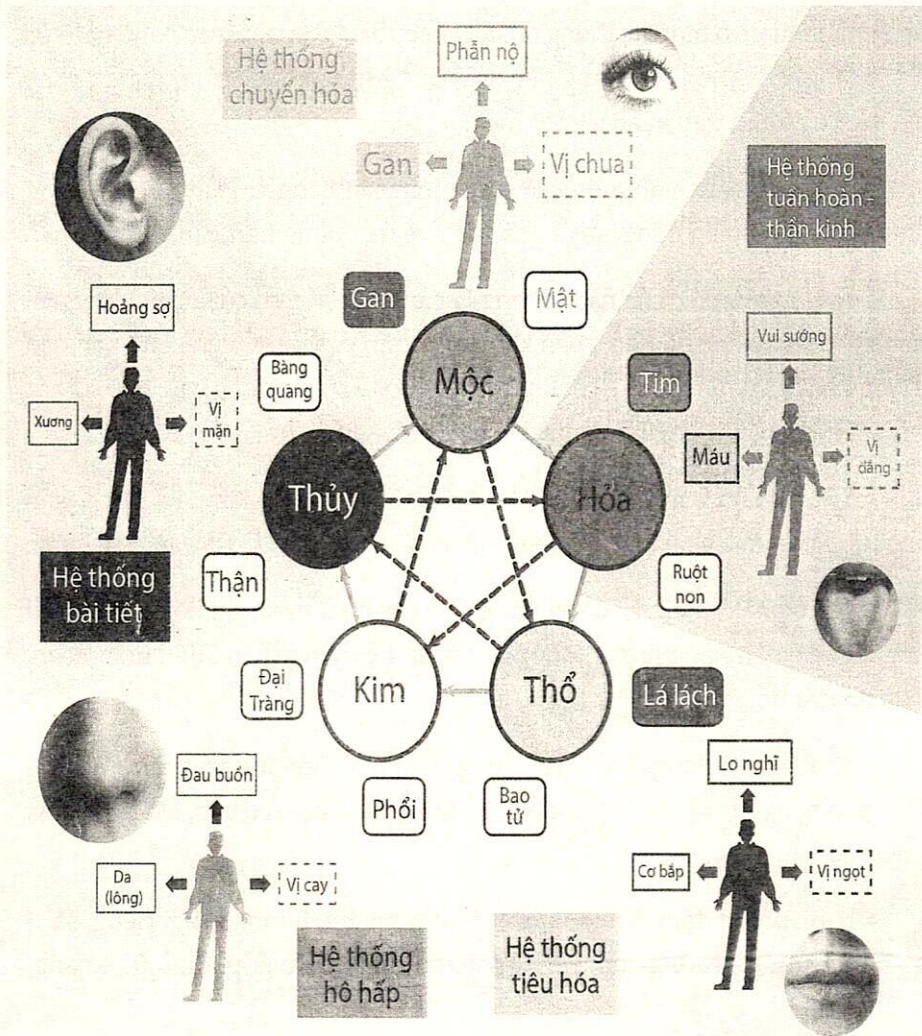 Hệ thống
chuyển hóa
Phẫn nộ
Gan
Vị chua
Hệ thống
tuần hoàn -
thần kinh
Hoảng sợ
Xương
Vị
mặn
Hệ thống
bài tiết
Gan
Mật
Bàng
quang
Mộc
Tim
Vui sướng
Máu
Vị
đắng
Thủy
Hỏa
Thận
Ruột
non
Đại
Tràng
Kim
Thổ
Lá lách
Phổi
Bao
tử
Đau buồn
Da
(lông)
Vị cay
Hệ thống
hô hấp
Hệ thống
tiêu hóa
Lo nghĩ
Cơ bắp
Vị ngọt